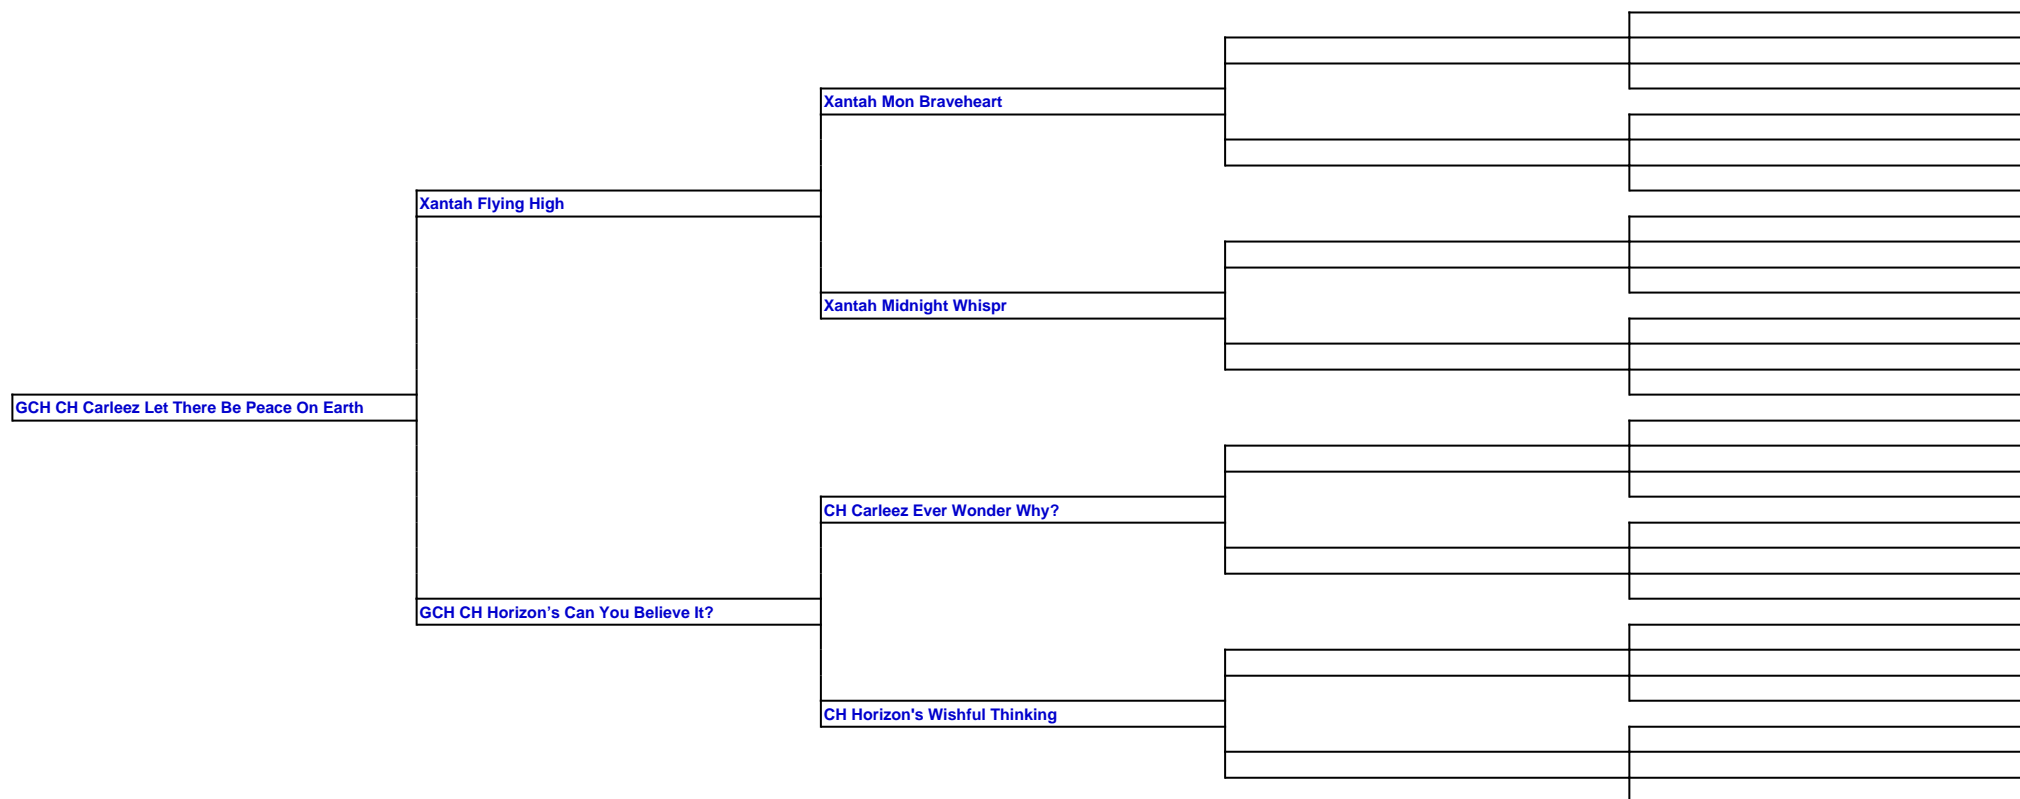 Xantah Mon Braveheart
Xantah Flying High
Xantah Midnight Whispr
GCH CH Carleez Let There Be Peace On Earth
CH Carleez Ever Wonder Why?
GCH CH Horizon’s Can You Believe It?
CH Horizon's Wishful Thinking